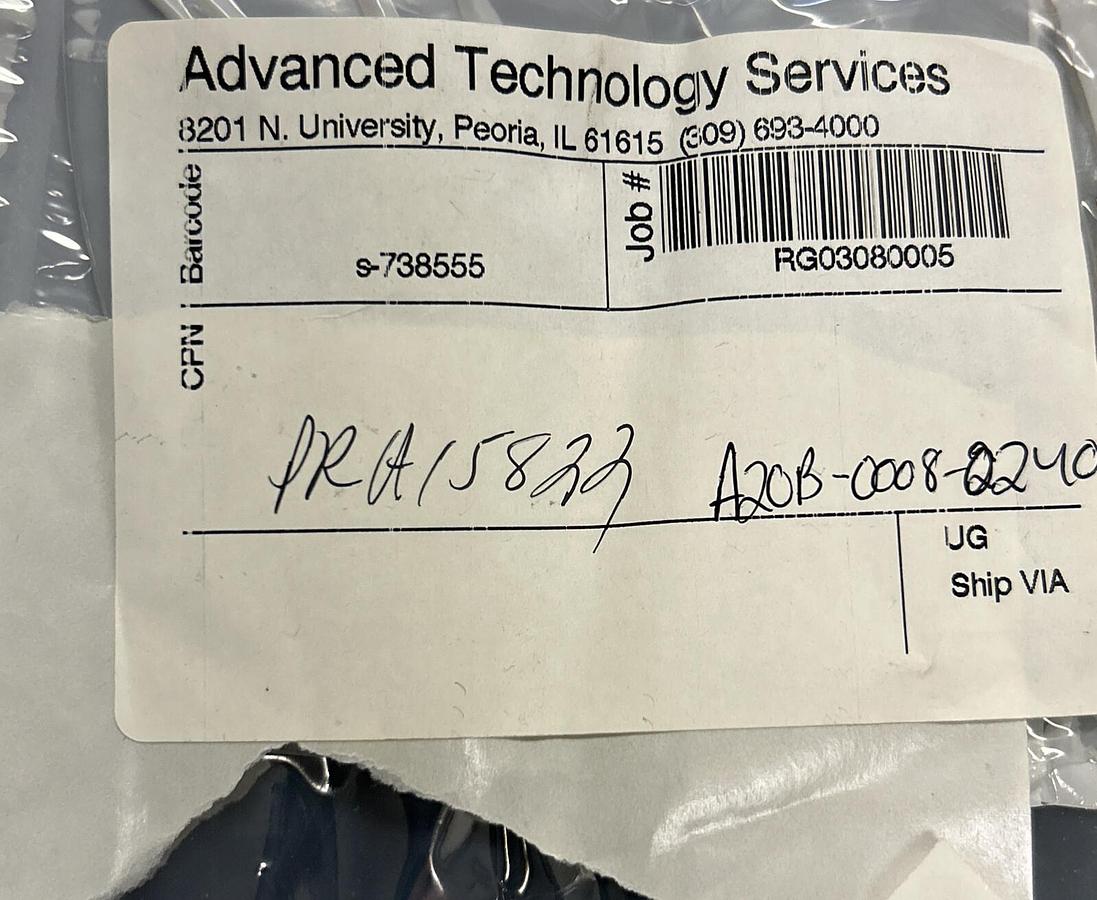 Advanced Technology Services
8201 N. University, Peoria, IL 61615 (309) 693-4000
Barcode
s-738555
Job #
RG03080005
CPN
PRA15822
A20B-0008-0240
UG
Ship VIA